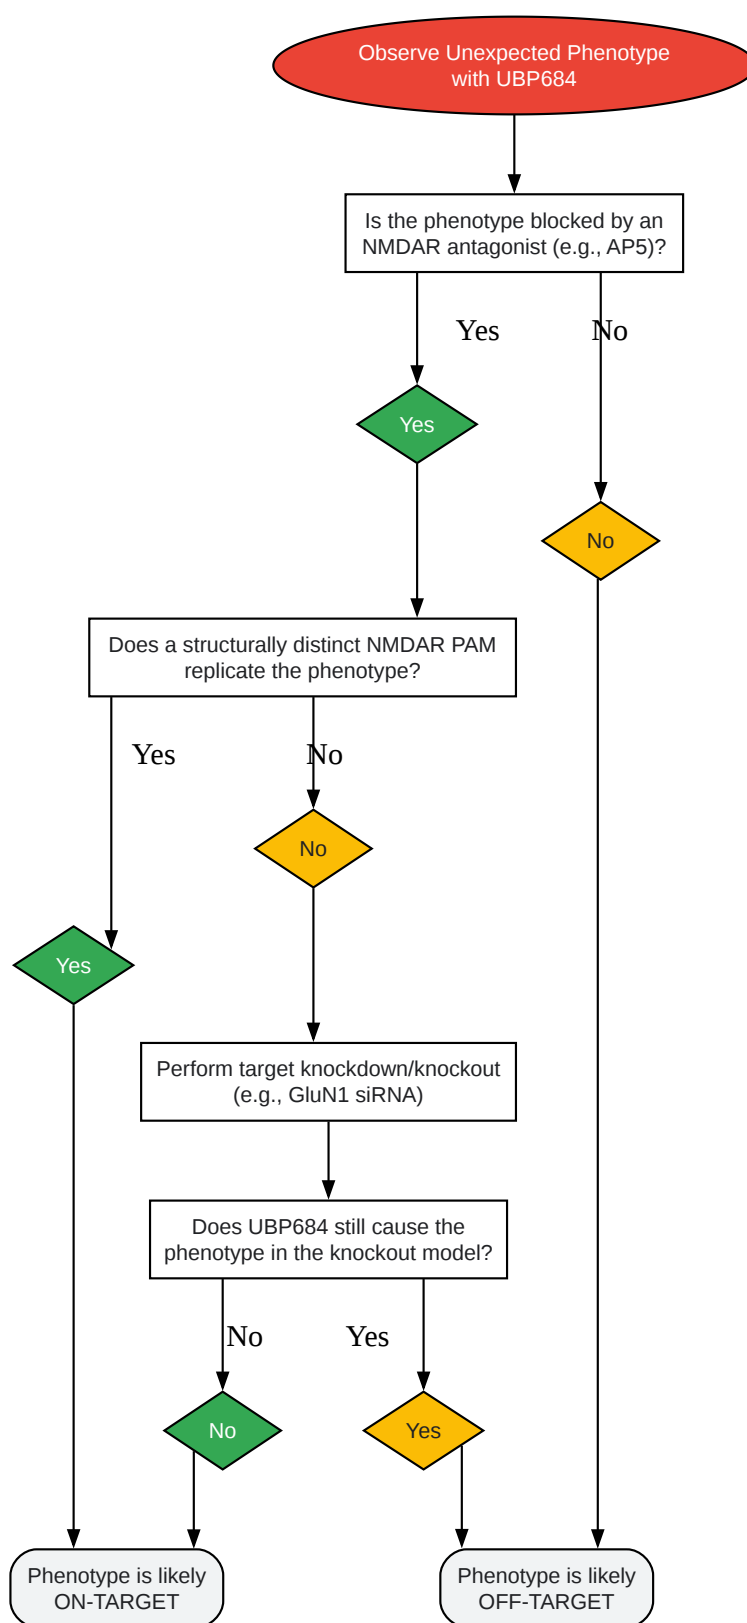 Observe Unexpected Phenotype
with UBP684
Is the phenotype blocked by an
NMDAR antagonist (e.g., AP5)?
Yes
No
Yes
No
Does a structurally distinct NMDAR PAM
replicate the phenotype?
Yes
No
No
Yes
Perform target knockdown/knockout
(e.g., GluN1 siRNA)
Does UBP684 still cause the
phenotype in the knockout model?
No
Yes
No
Yes
Phenotype is likely
ON-TARGET
Phenotype is likely
OFF-TARGET